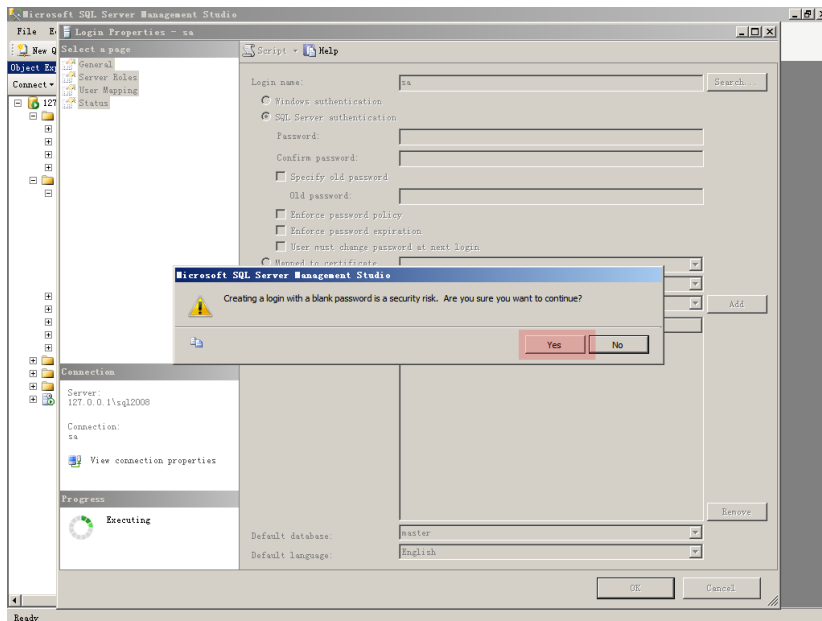 Microsoft SQL Server Management Studio
File
Login Properties - sa
New Q
Select a page
Script
Help
Object Exp
General
Server Roles
User Mapping
Status
Connect
127
Login name:
sa
Search...
Windows authentication
SQL Server authentication
Password:
Confirm password:
Specify old password
Old password:
Enforce password policy
Enforce password expiration
User must change password at next login
Mapped to certificate
Microsoft SQL Server Management Studio
Creating a login with a blank password is a security risk. Are you sure you want to continue?
Add
Yes
No
Connection
Server:
127.0.0.1\sql2008
Connection:
sa
View connection properties
Progress
Executing
Remove
Default database:
master
Default language:
English
OK
Cancel
Ready